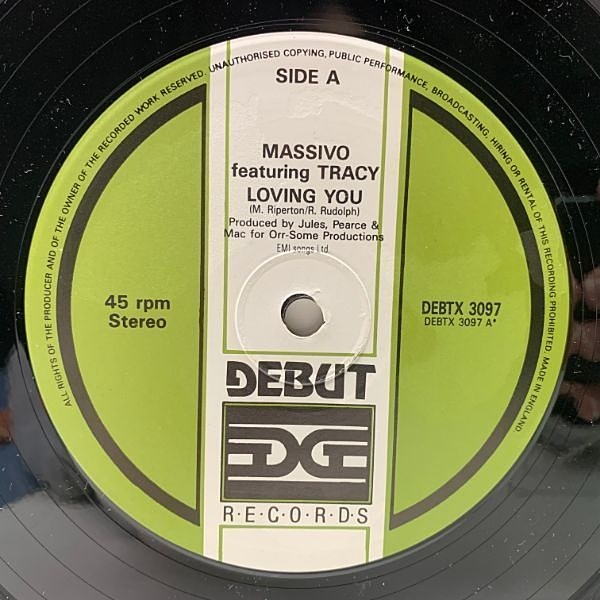 ALL RIGHTS OF THE PRODUCER AND OF THE OWNER OF THE RECORDED WORK RESERVED. UNAUTHORISED COPYING, PUBLIC PERFORMANCE, BROADCASTING, HIRING OR RENTAL OF THIS RECORDING PROHIBITED. MADE IN ENGLAND.
SIDE A
MASSIVO
featuring TRACY
LOVING YOU
(M. Riperton/R. Rudolph)
Produced by Jules, Pearce &
Mac for Orr-Some Productions
EMI songs Ltd.
45 rpm
Stereo
DEBTX 3097
DEBTX 3097 A*
DEBUT
EDGE
R·E·C·O·R·D·S